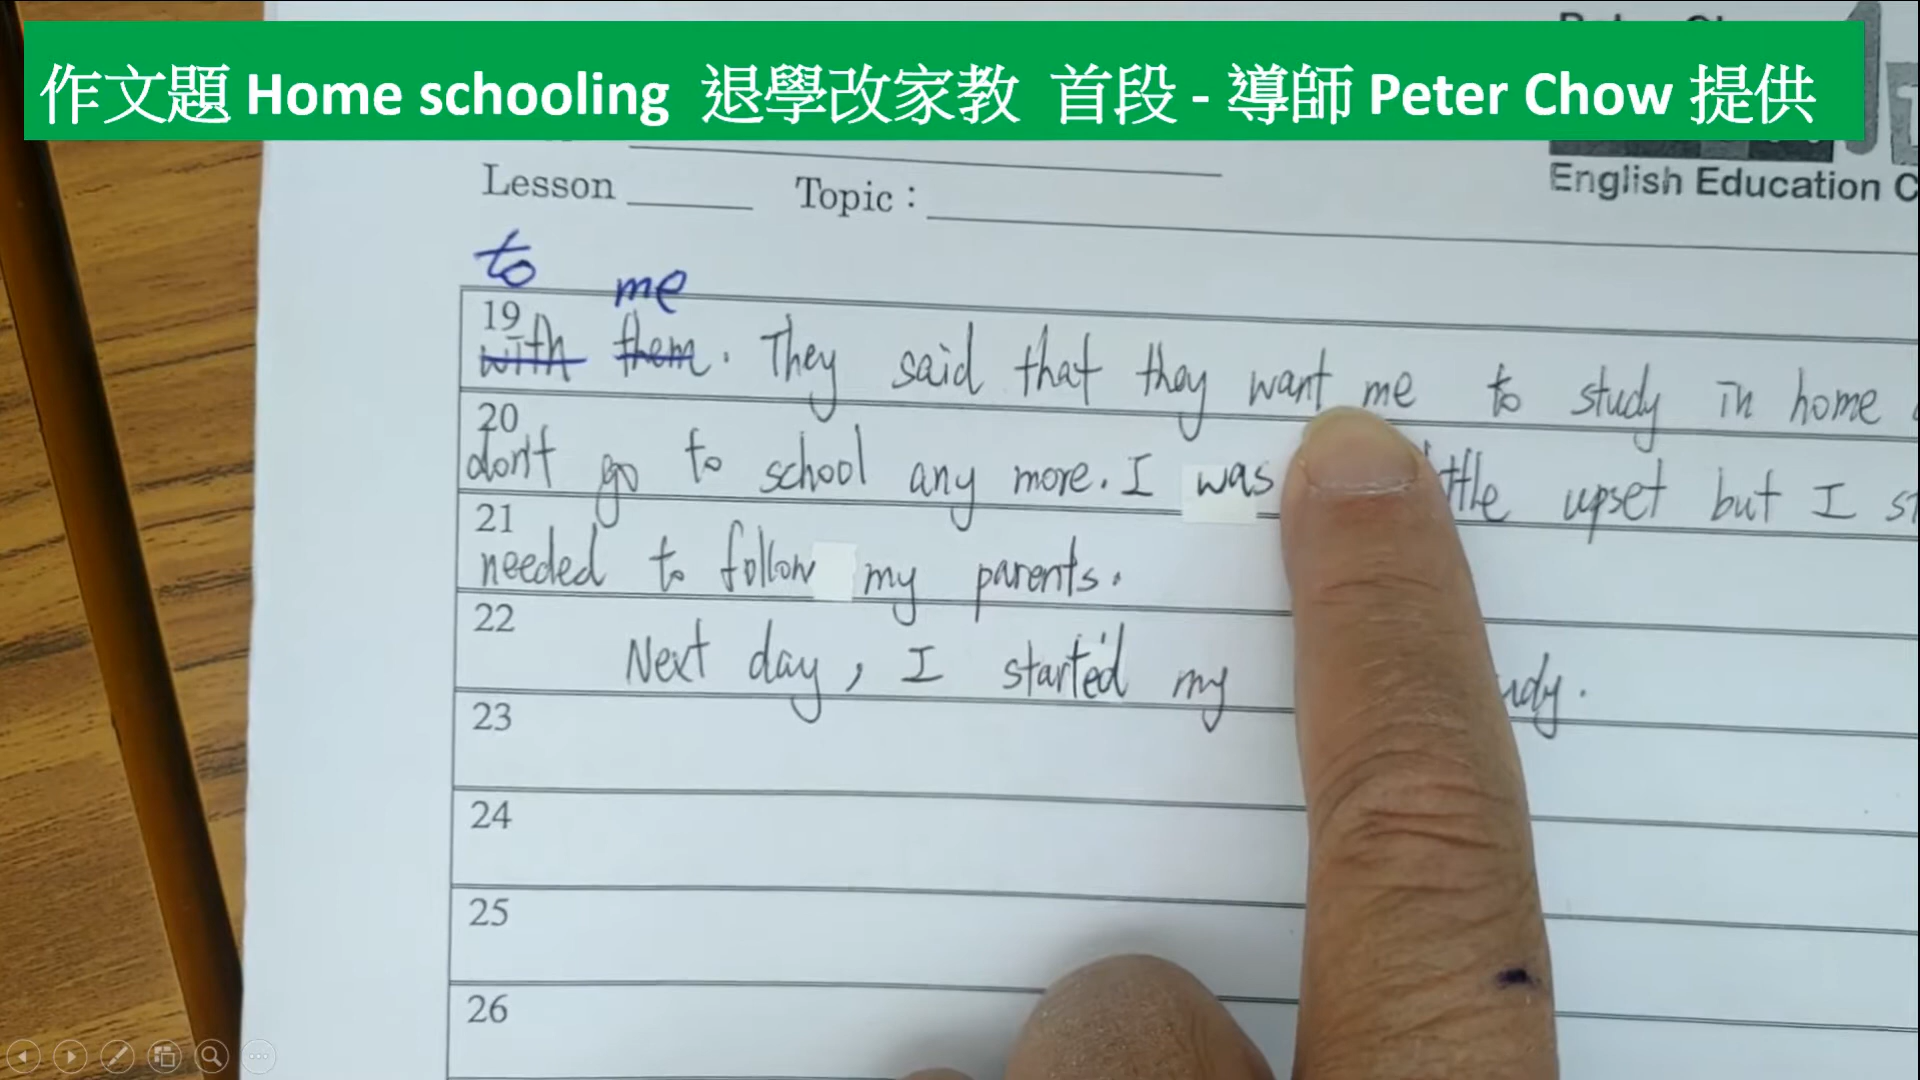 作文題 Home schooling 退學改家教 首段 - 導師 Peter Chow 提供
English Education
Lesson Topic :
to me
19
with them. They said that they want me to study in home
20
don't go to school any more. I was little upset but I
21
needed to follow my parents.
22
Next day, I started my
23
24
25
26